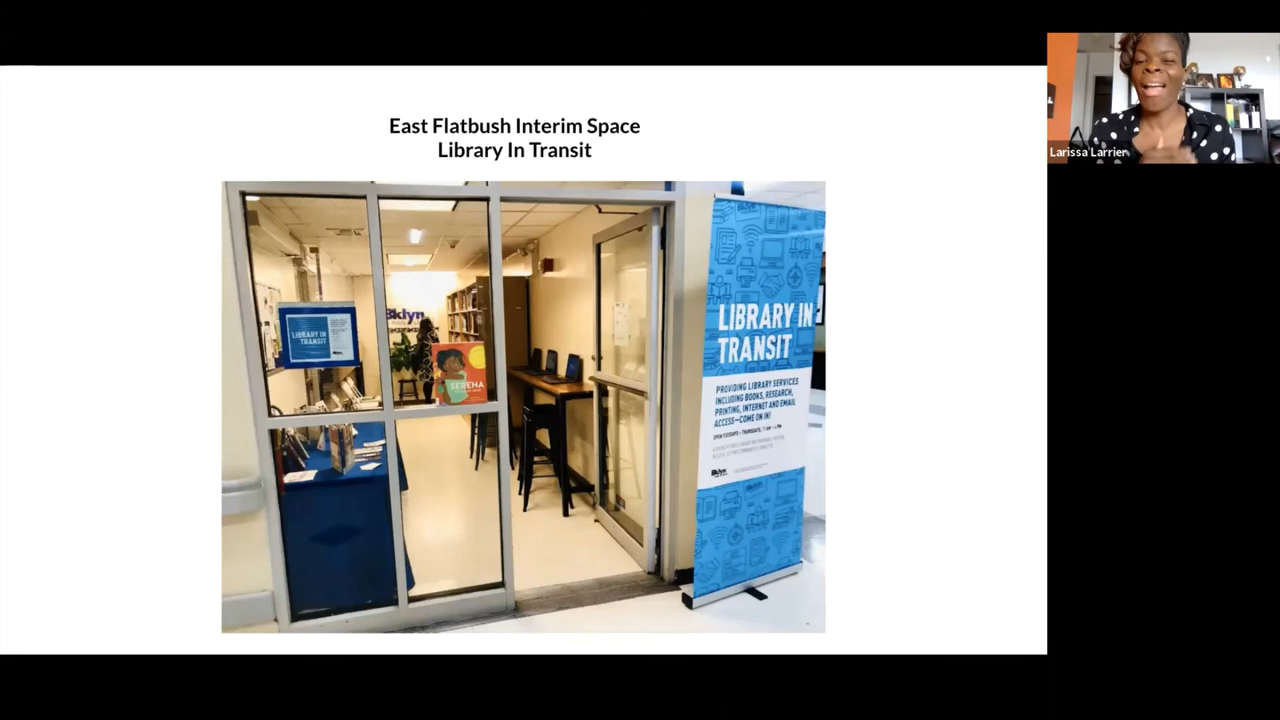 East Flatbush Interim Space
Library In Transit
Larissa Larrier
Bklyn
LIBRARY IN
TRANSIT
SERENA
LIBRARY IN
TRANSIT
PROVIDING LIBRARY SERVICES
INCLUDING BOOKS, RESEARCH,
PRINTING, INTERNET AND EMAIL
ACCESS—COME ON IN!
Bklyn